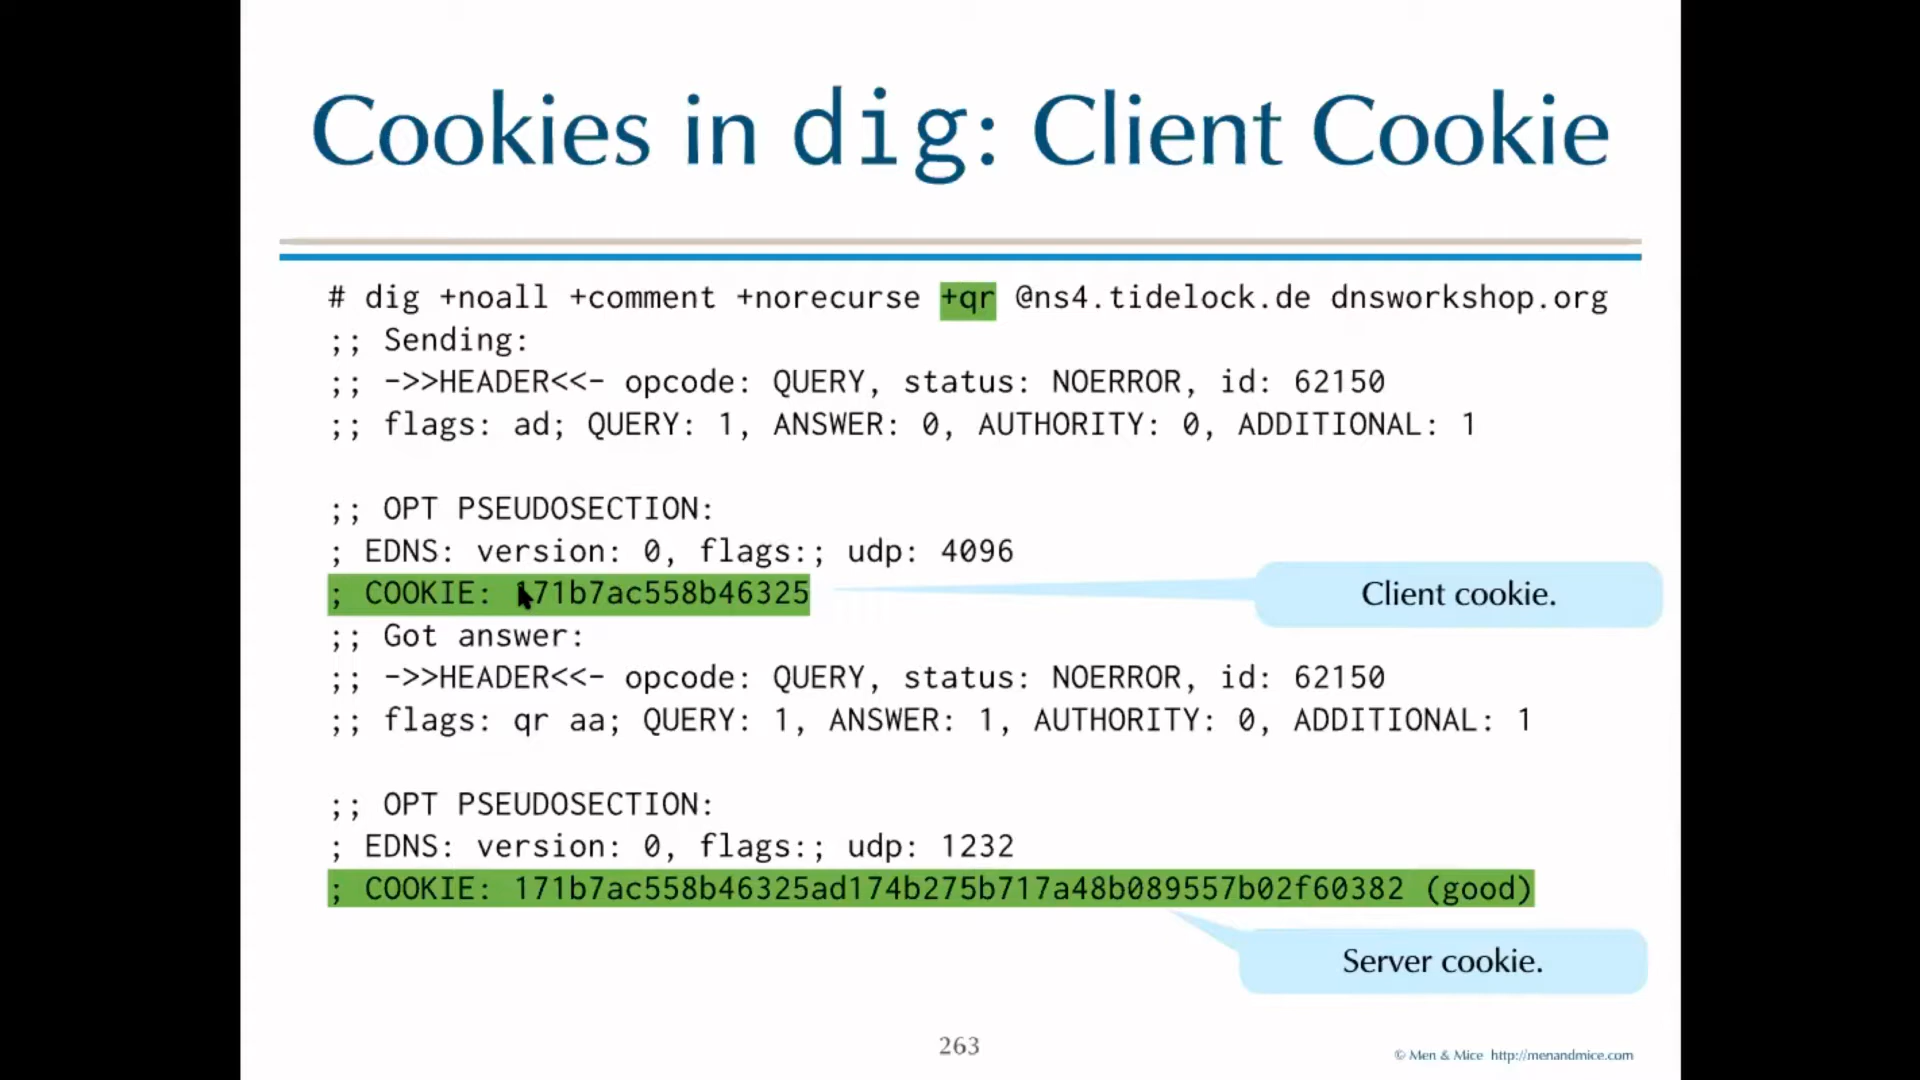 Cookies in dig: Client Cookie
# dig +noall +comment +norecurse +qr @ns4.tidelock.de dnsworkshop.org
;; Sending:
;; ->>HEADER<<- opcode: QUERY, status: NOERROR, id: 62150
;; flags: ad; QUERY: 1, ANSWER: 0, AUTHORITY: 0, ADDITIONAL: 1
;; OPT PSEUDOSECTION:
; EDNS: version: 0, flags:; udp: 4096
; COOKIE: 171b7ac558b46325
Client cookie.
;; Got answer:
;; ->>HEADER<<- opcode: QUERY, status: NOERROR, id: 62150
;; flags: qr aa; QUERY: 1, ANSWER: 1, AUTHORITY: 0, ADDITIONAL: 1
;; OPT PSEUDOSECTION:
; EDNS: version: 0, flags:; udp: 1232
; COOKIE: 171b7ac558b46325ad174b275b717a48b089557b02f60382 (good)
Server cookie.
263
© Men & Mice http://menandmice.com